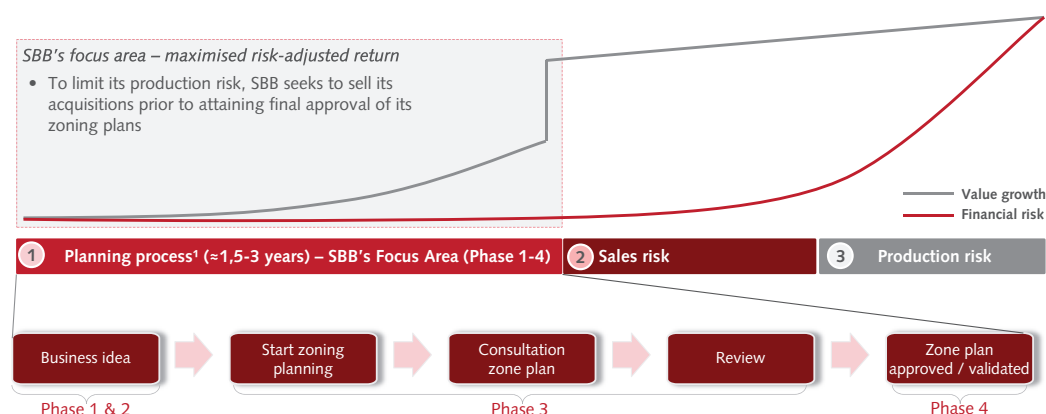 SBB's focus area – maximised risk-adjusted return
• To limit its production risk, SBB seeks to sell its
acquisitions prior to attaining final approval of its
zoning plans
Value growth
Financial risk
1 Planning process¹ (≈1,5-3 years) – SBB's Focus Area (Phase 1-4)
2 Sales risk
3 Production risk
Business idea
Start zoning
planning
Consultation
zone plan
Review
Zone plan
approved / validated
Phase 1 & 2
Phase 3
Phase 4